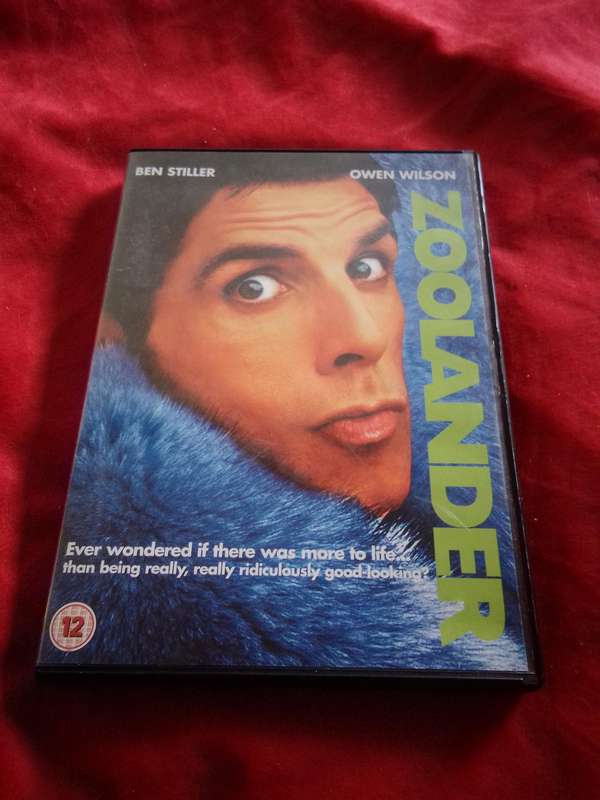 BEN STILLER
OWEN WILSON
ZOOLANDER
Ever wondered if there was more to life...
than being really, really ridiculously good-looking?
12